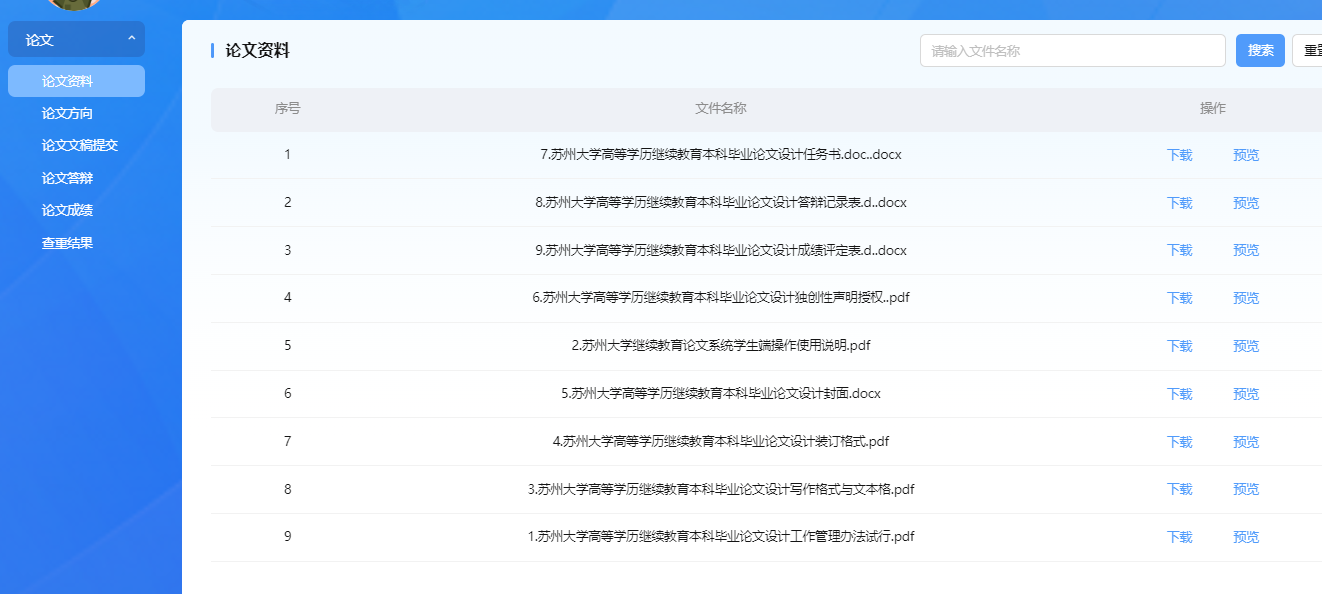 论文
论文资料
论文方向
论文文稿提交
论文答辩
论文成绩
查重结果
论文资料
请输入文件名称 搜索 重
序号 文件名称 操作
1 7.苏州大学高等学历继续教育本科毕业论文设计任务书.doc..docx 下载 预览
2 8.苏州大学高等学历继续教育本科毕业论文设计答辩记录表.d..docx 下载 预览
3 9.苏州大学高等学历继续教育本科毕业论文设计成绩评定表.d..docx 下载 预览
4 6.苏州大学高等学历继续教育本科毕业论文设计独创性声明授权..pdf 下载 预览
5 2.苏州大学继续教育论文系统学生端操作使用说明.pdf 下载 预览
6 5.苏州大学高等学历继续教育本科毕业论文设计封面.docx 下载 预览
7 4.苏州大学高等学历继续教育本科毕业论文设计装订格式.pdf 下载 预览
8 3.苏州大学高等学历继续教育本科毕业论文设计写作格式与文本格.pdf 下载 预览
9 1.苏州大学高等学历继续教育本科毕业论文设计工作管理办法试行.pdf 下载 预览